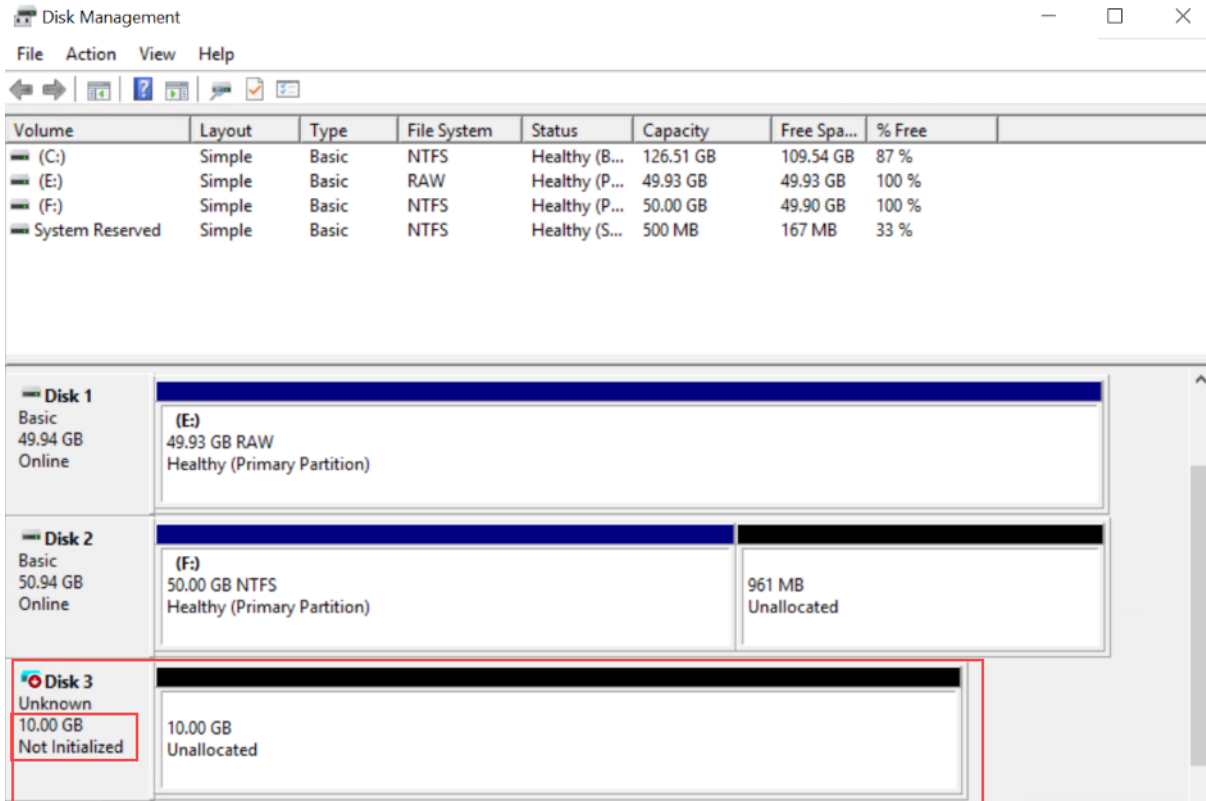 Disk Management
File Action View Help
Volume Layout Type File System Status Capacity Free Spa... % Free
(C:) Simple Basic NTFS Healthy (B... 126.51 GB 109.54 GB 87 %
(E:) Simple Basic RAW Healthy (P... 49.93 GB 49.93 GB 100 %
(F:) Simple Basic NTFS Healthy (P... 50.00 GB 49.90 GB 100 %
System Reserved Simple Basic NTFS Healthy (S... 500 MB 167 MB 33 %
Disk 1
Basic
49.94 GB
Online
(E:)
49.93 GB RAW
Healthy (Primary Partition)
Disk 2
Basic
50.94 GB
Online
(F:)
50.00 GB NTFS
Healthy (Primary Partition)
961 MB
Unallocated
Disk 3
Unknown
10.00 GB
Not Initialized
10.00 GB
Unallocated